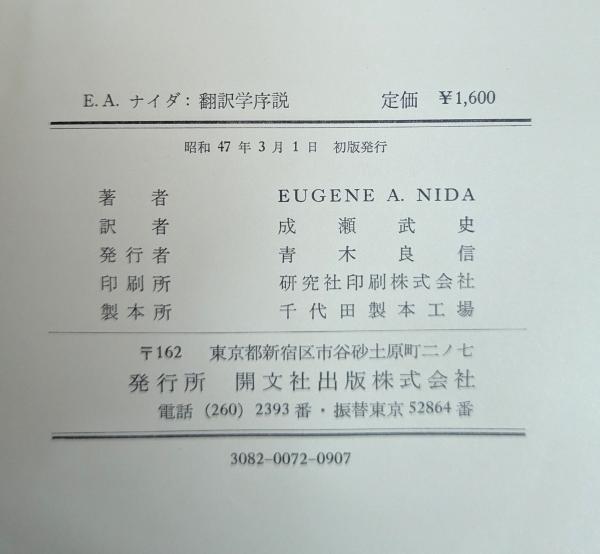 E. A. ナイダ: 翻訳学序説 定価 ¥1,600
昭和 47 年 3 月 1 日 初版発行
著者 EUGENE A. NIDA
訳者 成瀬武史
発行者 青木良信
印刷所 研究社印刷株式会社
製本所 千代田製本工場
〒162 東京都新宿区市谷砂土原町二ノ七
発行所 開文社出版株式会社
電話 (260) 2393 番・振替東京 52864 番
3082-0072-0907